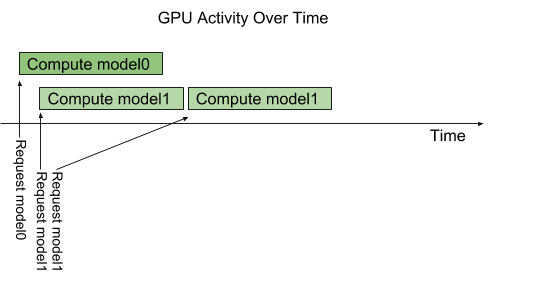 GPU Activity Over Time
Compute model0
Compute model1
Compute model1
Time
Request model0
Request model1
Request model1